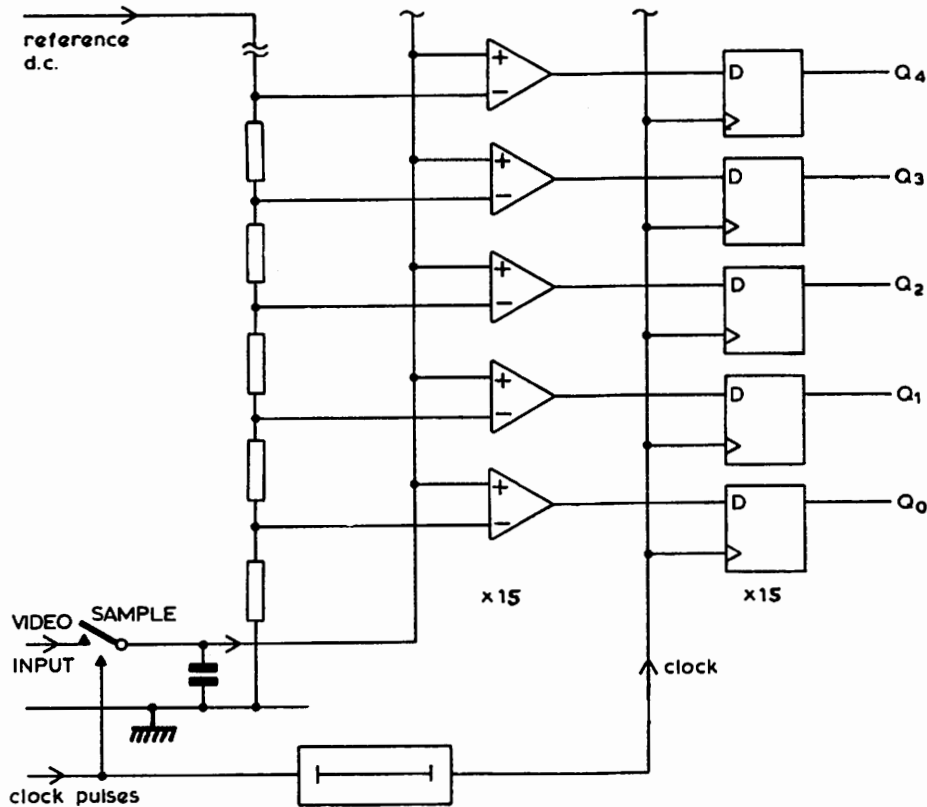 reference
d.c.
+
−
D
Q4
+
−
D
Q3
+
−
D
Q2
+
−
D
Q1
+
−
D
Q0
x15
x15
VIDEO SAMPLE
INPUT
clock
clock pulses